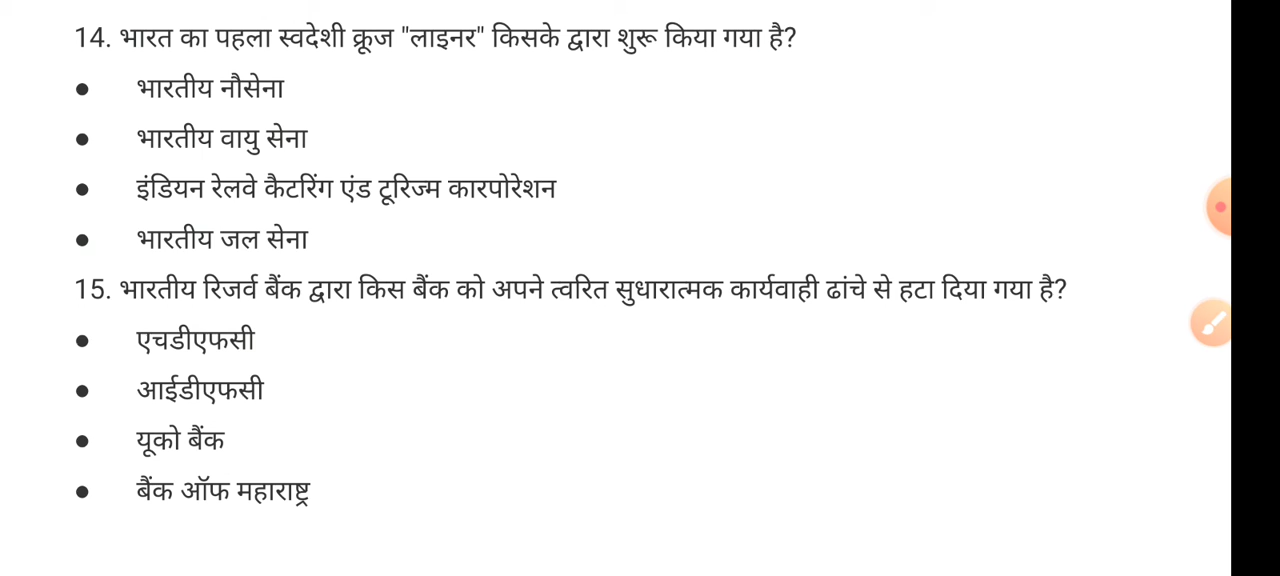 14. भारत का पहला स्वदेशी क्रूज "लाइनर" किसके द्वारा शुरू किया गया है?
● भारतीय नौसेना
● भारतीय वायु सेना
● इंडियन रेलवे कैटरिंग एंड टूरिज्म कारपोरेशन
● भारतीय जल सेना
15. भारतीय रिजर्व बैंक द्वारा किस बैंक को अपने त्वरित सुधारात्मक कार्यवाही ढांचे से हटा दिया गया है?
● एचडीएफसी
● आईडीएफसी
● यूको बैंक
● बैंक ऑफ महाराष्ट्र